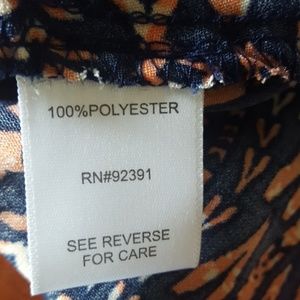 100%POLYESTER
RN#92391
SEE REVERSE
FOR CARE